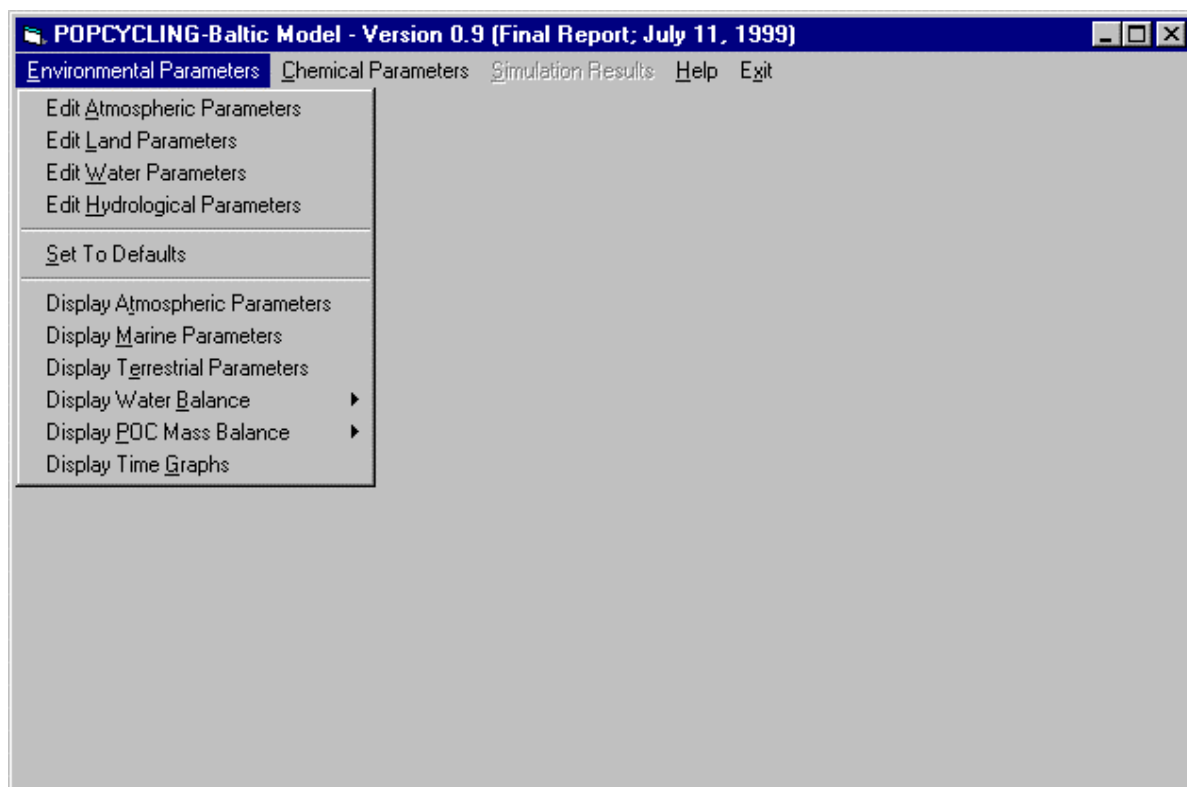 POPCYCLING-Baltic Model - Version 0.9 (Final Report; July 11, 1999)
Environmental Parameters Chemical Parameters Simulation Results Help Exit
Edit Atmospheric Parameters
Edit Land Parameters
Edit Water Parameters
Edit Hydrological Parameters
Set To Defaults
Display Atmospheric Parameters
Display Marine Parameters
Display Terrestrial Parameters
Display Water Balance
Display POC Mass Balance
Display Time Graphs